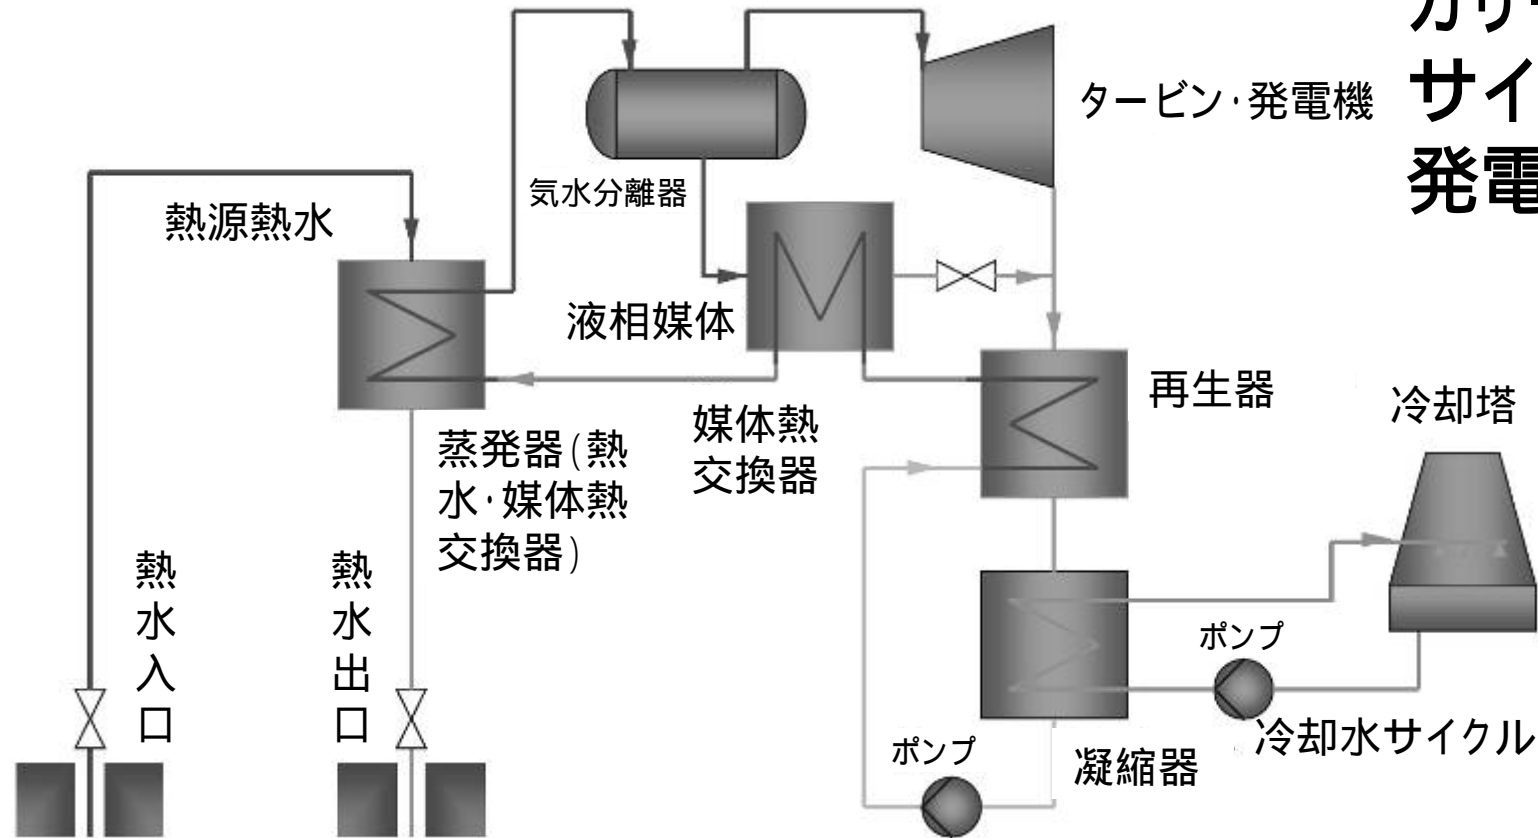 サイ
発電
タービン・発電機
気水分離器
熱源熱水
液相媒体
再生器
冷却塔
媒体熱
交換器
蒸発器(熱
水・媒体熱
交換器)
熱水入口
熱水出口
ポンプ
冷却水サイクル
ポンプ
凝縮器